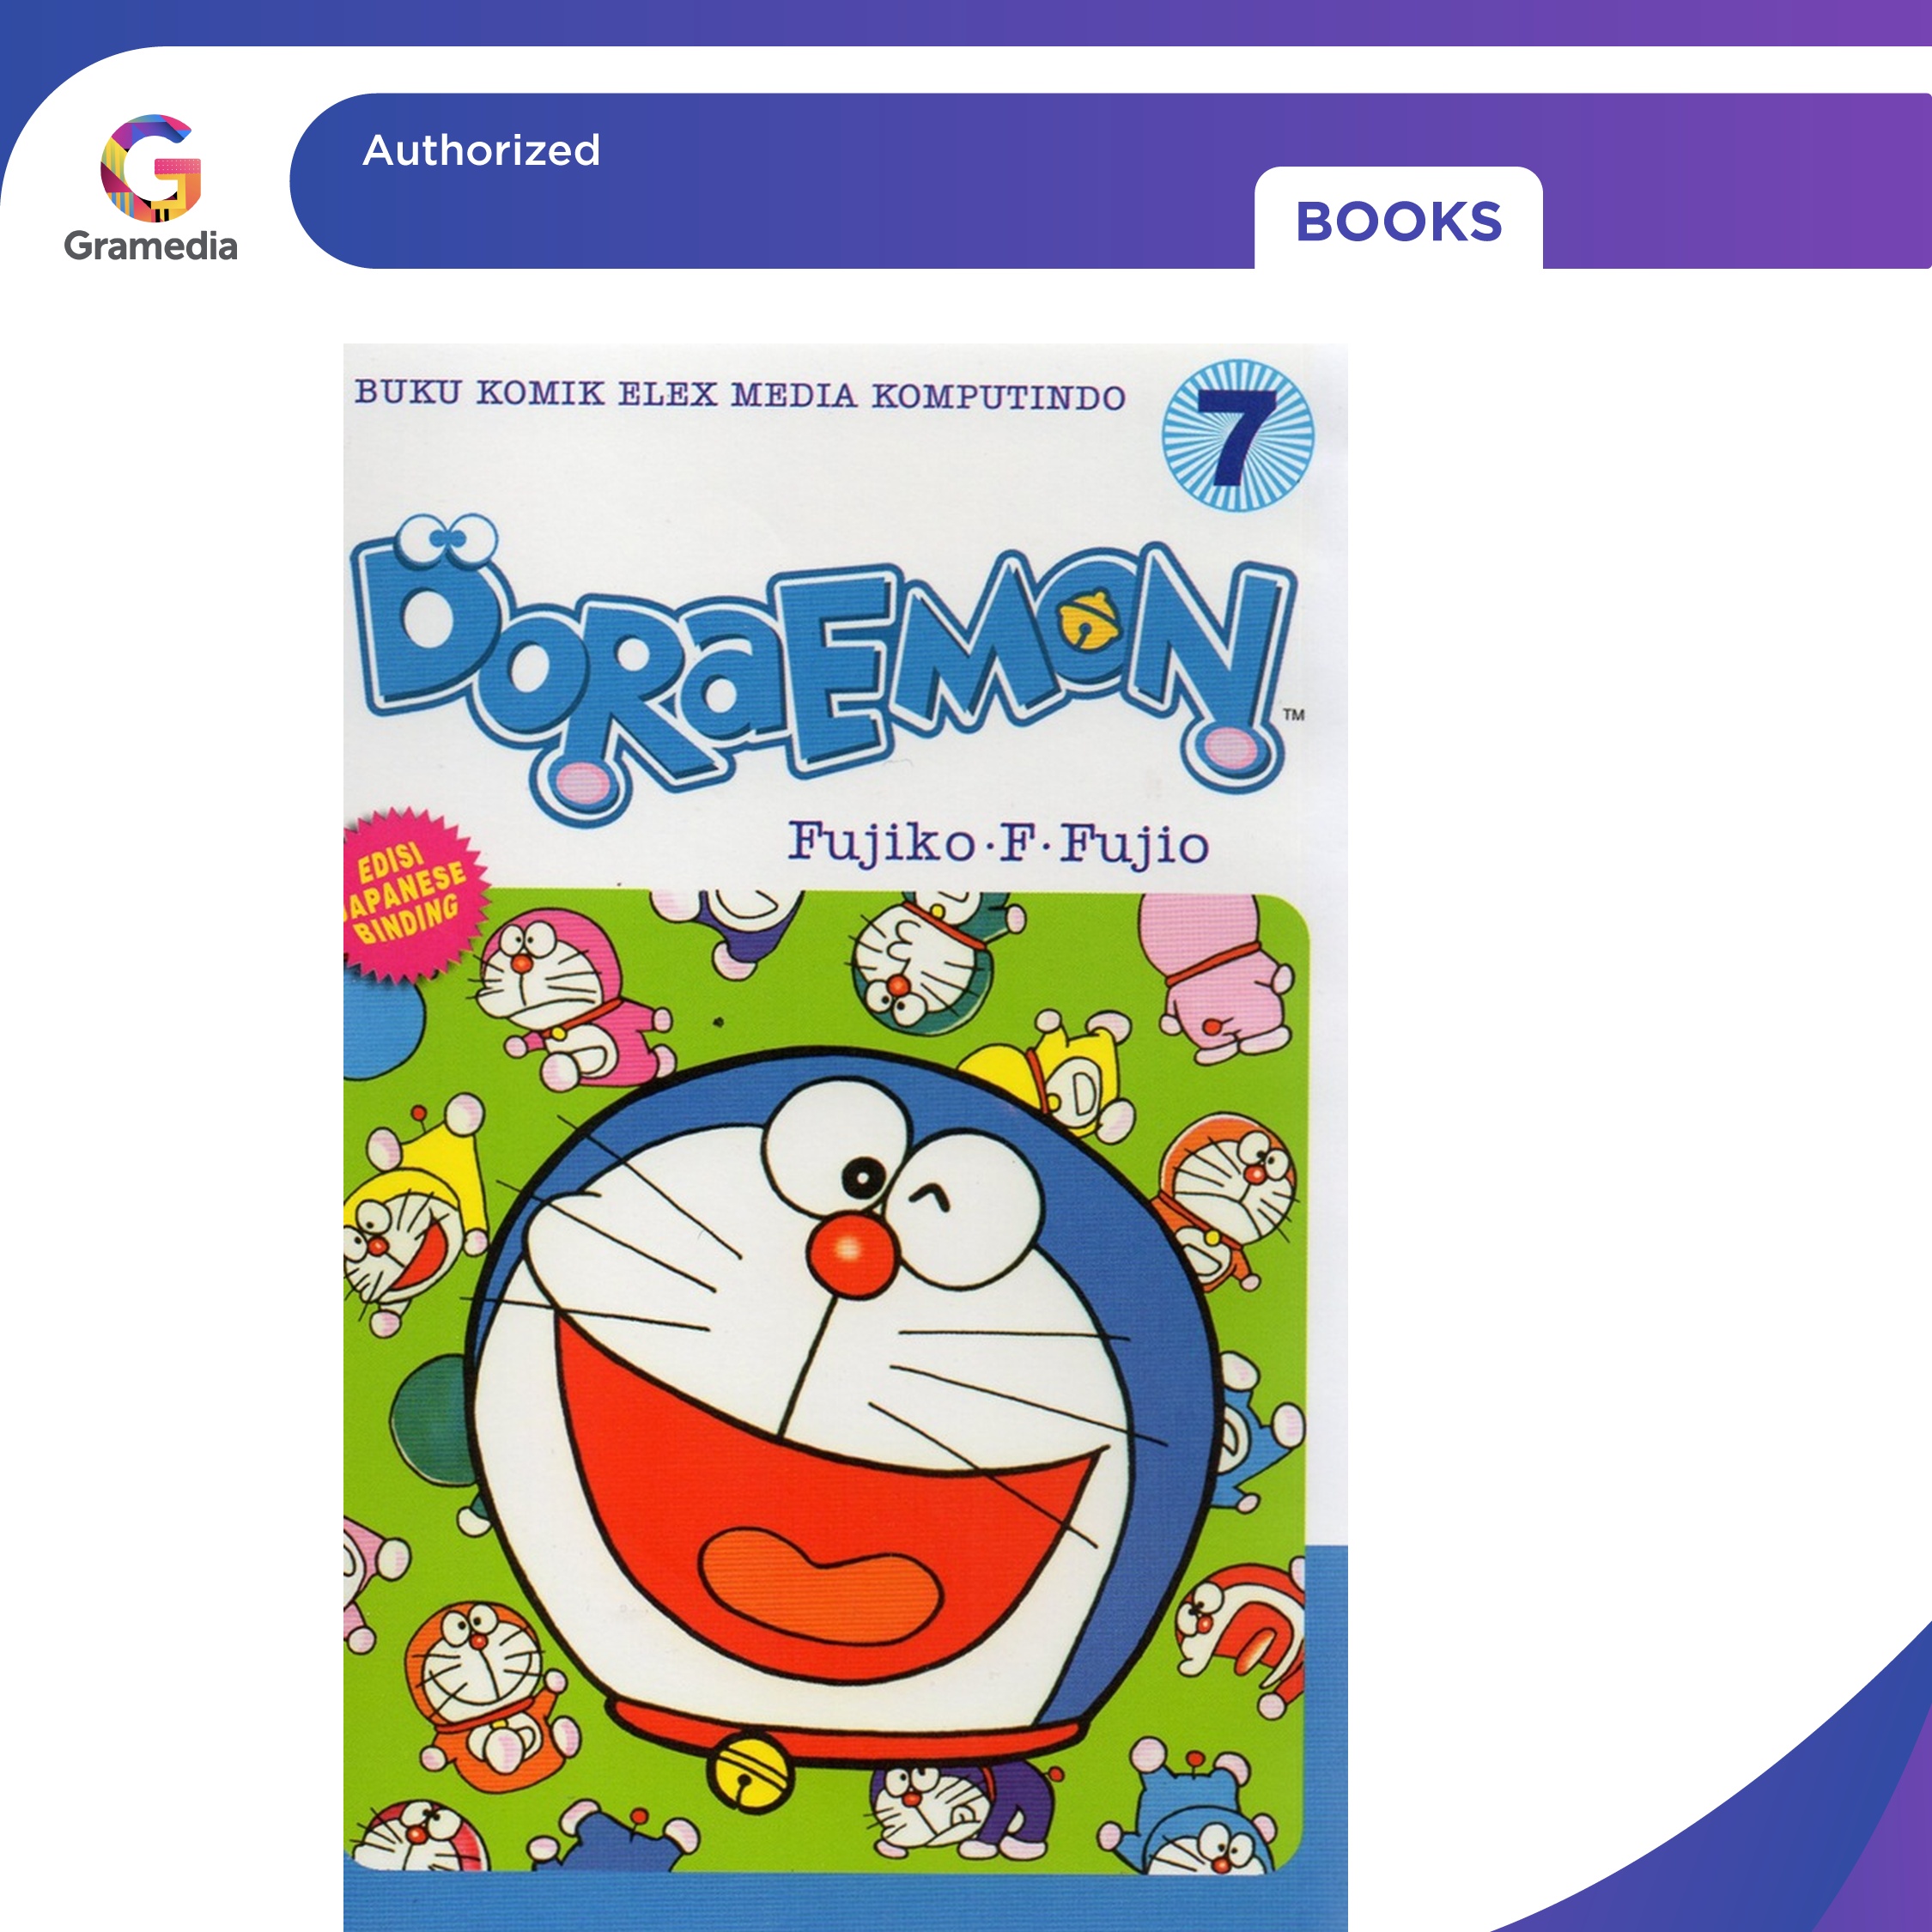 Gramedia
Authorized
BOOKS
BUKU KOMIK ELEX MEDIA KOMPUTINDO
7
DORAEMON
TM
Fujiko·F·Fujio
EDISI
JAPANESE
BINDING